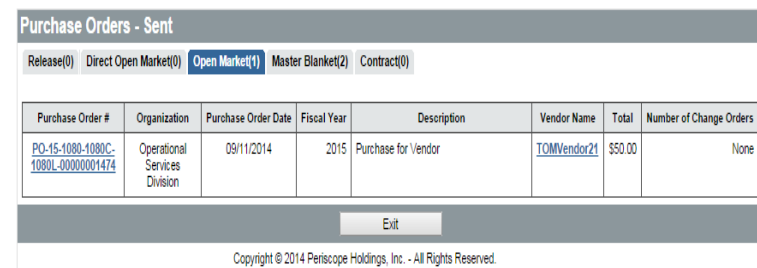 Purchase Orders - Sent
Release(0) Direct Open Market(0) Open Market(1) Master Blanket(2) Contract(0)
Purchase Order # Organization Purchase Order Date Fiscal Year Description Vendor Name Total Number of Change Orders
PO-15-1080-1080C-1080L-00000001474 Operational Services Division 09/11/2014 2015 Purchase for Vendor TOMVendor21 $50.00 None
Exit
Copyright © 2014 Periscope Holdings, Inc. - All Rights Reserved.